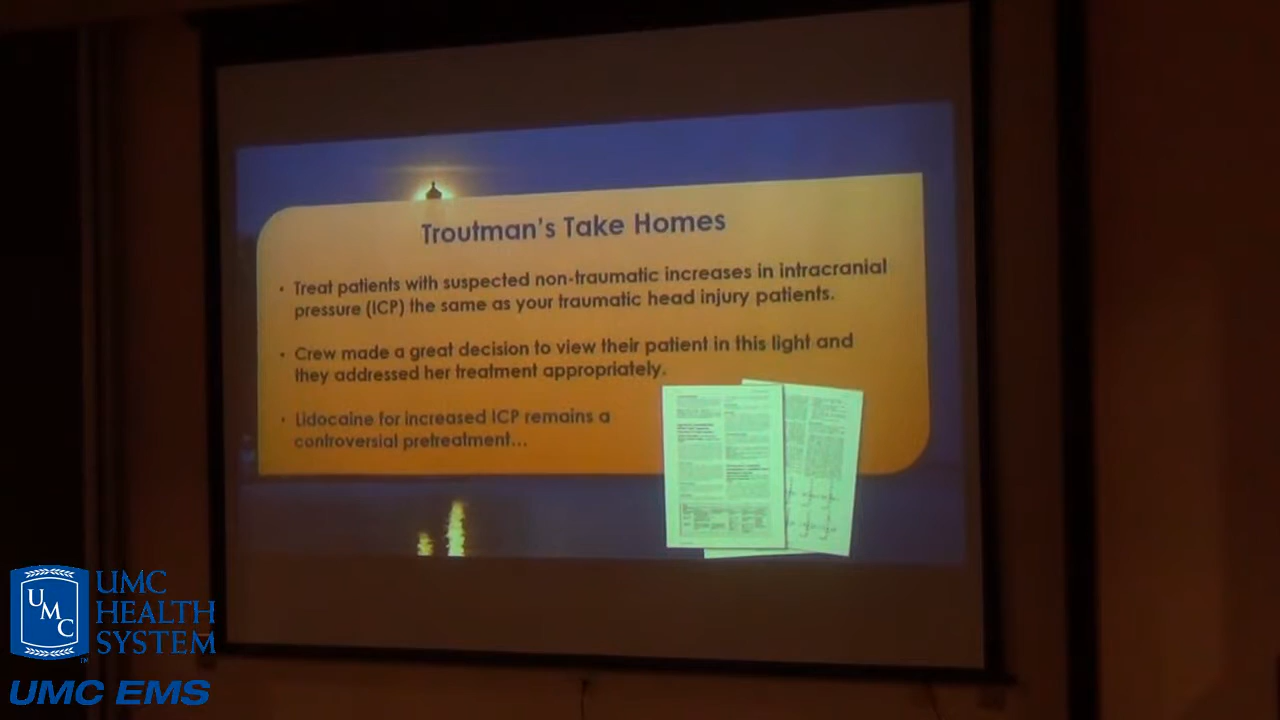 Troutman's Take Homes
• Treat patients with suspected non-traumatic increases in intracranial
pressure (ICP) the same as your traumatic head injury patients.
• Crew made a great decision to view their patient in this light and
they addressed her treatment appropriately.
• Lidocaine for increased ICP remains a
controversial pretreatment...
UMC
UMC
HEALTH
SYSTEM
TM
UMC EMS